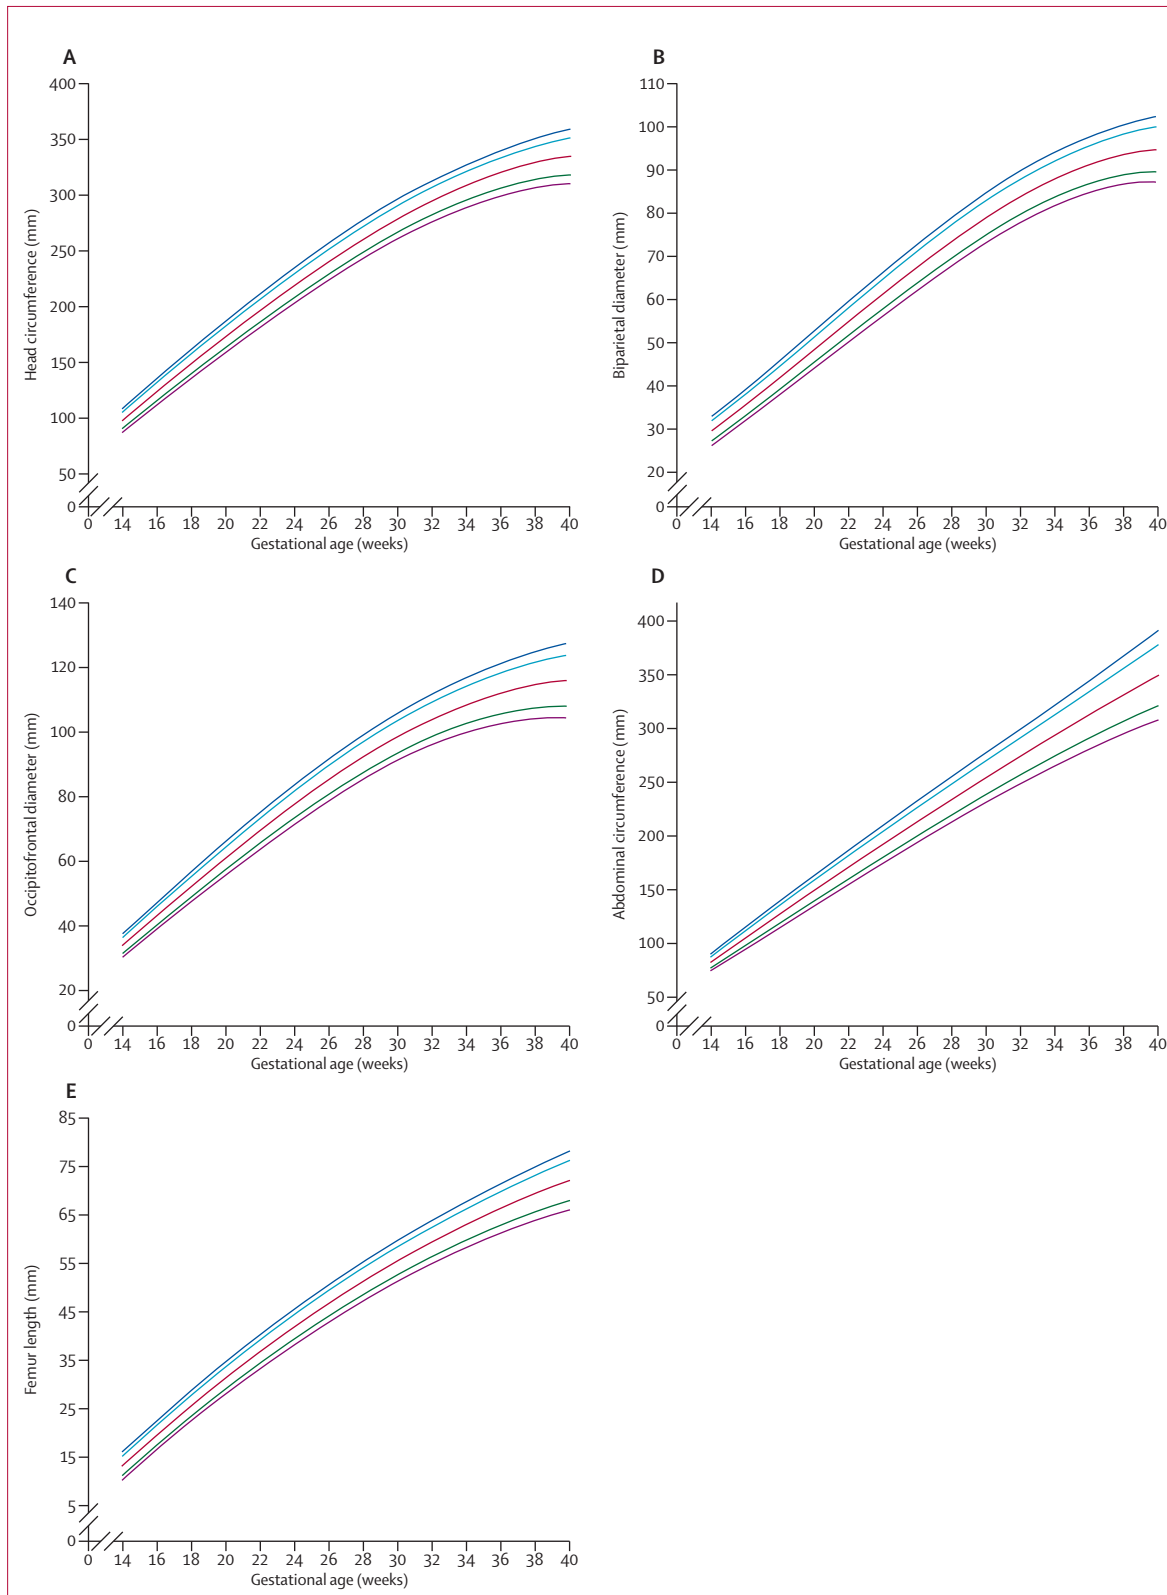 A
400
350
300
250
200
150
100
50
0
Head circumference (mm)
0 14 16 18 20 22 24 26 28 30 32 34 36 38 40
Gestational age (weeks)
B
110
100
90
80
70
60
50
40
30
20
0
Biparietal diameter (mm)
0 14 16 18 20 22 24 26 28 30 32 34 36 38 40
Gestational age (weeks)
C
140
120
100
80
60
40
20
0
Occipitofrontal diameter (mm)
0 14 16 18 20 22 24 26 28 30 32 34 36 38 40
Gestational age (weeks)
D
400
350
300
250
200
150
100
50
0
Abdominal circumference (mm)
0 14 16 18 20 22 24 26 28 30 32 34 36 38 40
Gestational age (weeks)
E
85
75
65
55
45
35
25
15
5
0
Femur length (mm)
0 14 16 18 20 22 24 26 28 30 32 34 36 38 40
Gestational age (weeks)